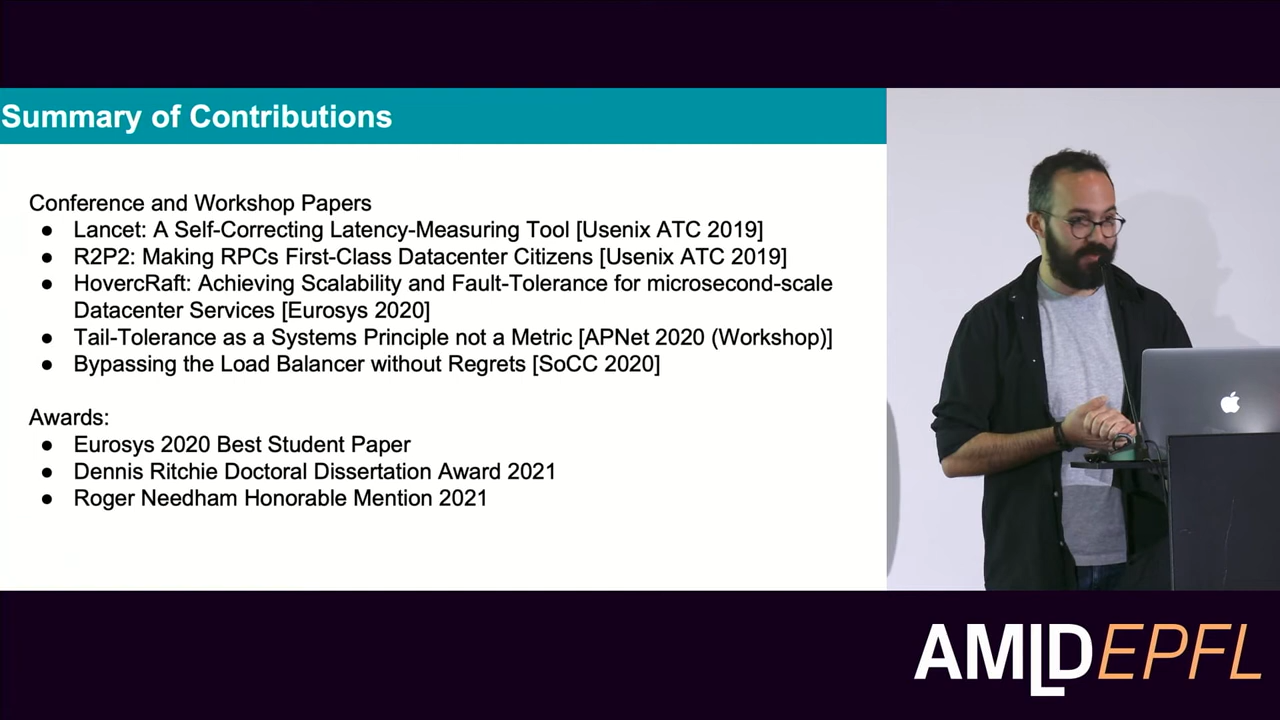 Summary of Contributions
Conference and Workshop Papers
● Lancet: A Self-Correcting Latency-Measuring Tool [Usenix ATC 2019]
● R2P2: Making RPCs First-Class Datacenter Citizens [Usenix ATC 2019]
● HovercRaft: Achieving Scalability and Fault-Tolerance for microsecond-scale
Datacenter Services [Eurosys 2020]
● Tail-Tolerance as a Systems Principle not a Metric [APNet 2020 (Workshop)]
● Bypassing the Load Balancer without Regrets [SoCC 2020]
Awards:
● Eurosys 2020 Best Student Paper
● Dennis Ritchie Doctoral Dissertation Award 2021
● Roger Needham Honorable Mention 2021
AMLD EPFL